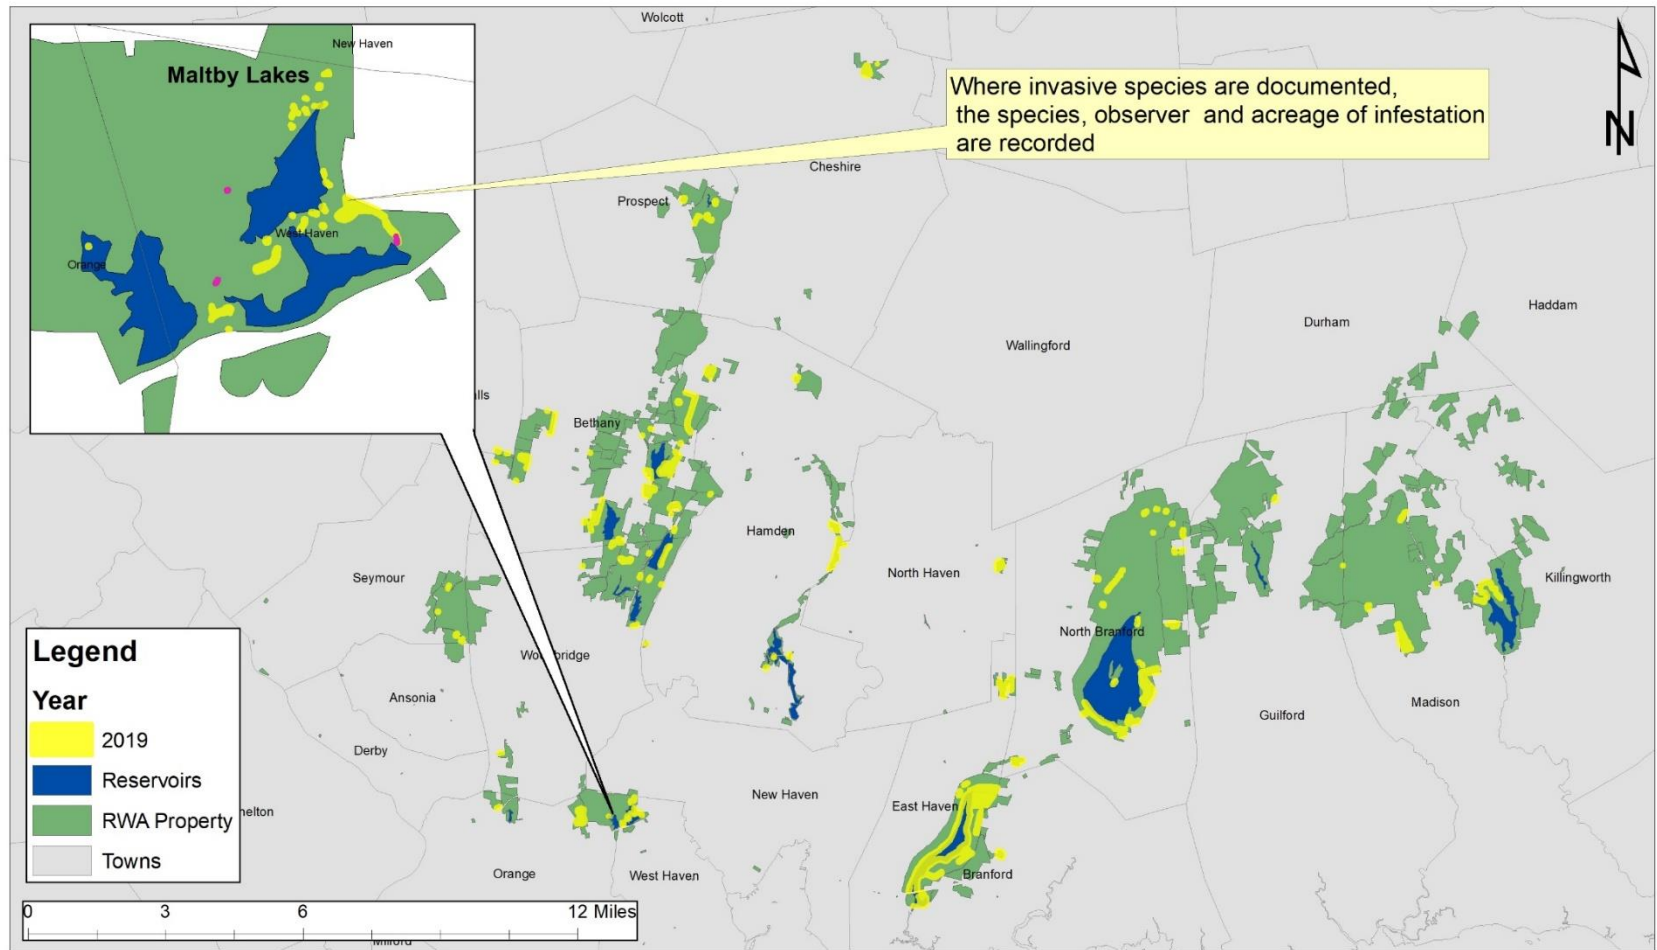 Wolcott
New Haven
Maltby Lakes
Where invasive species are documented,
the species, observer and acreage of infestation
are recorded
N
Cheshire
Prospect
West Haven
Orange
Haddam
Durham
Wallingford
lls
Bethany
Hamden
North Haven
Seymour
Killingworth
North Branford
Woodbridge
Ansonia
Madison
Guilford
Derby
New Haven
East Haven
helton
Orange
West Haven
Branford
Milford
Legend
Year
2019
Reservoirs
RWA Property
Towns
0 3 6 12 Miles